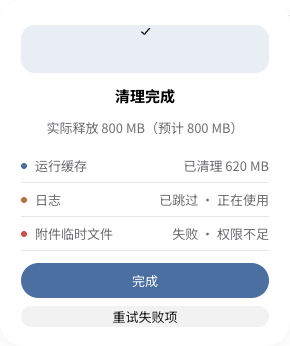 清理完成
实际释放 800 MB（预计 800 MB）
运行缓存 已清理 620 MB
日志 已跳过 · 正在使用
附件临时文件 失败 · 权限不足
完成
重试失败项